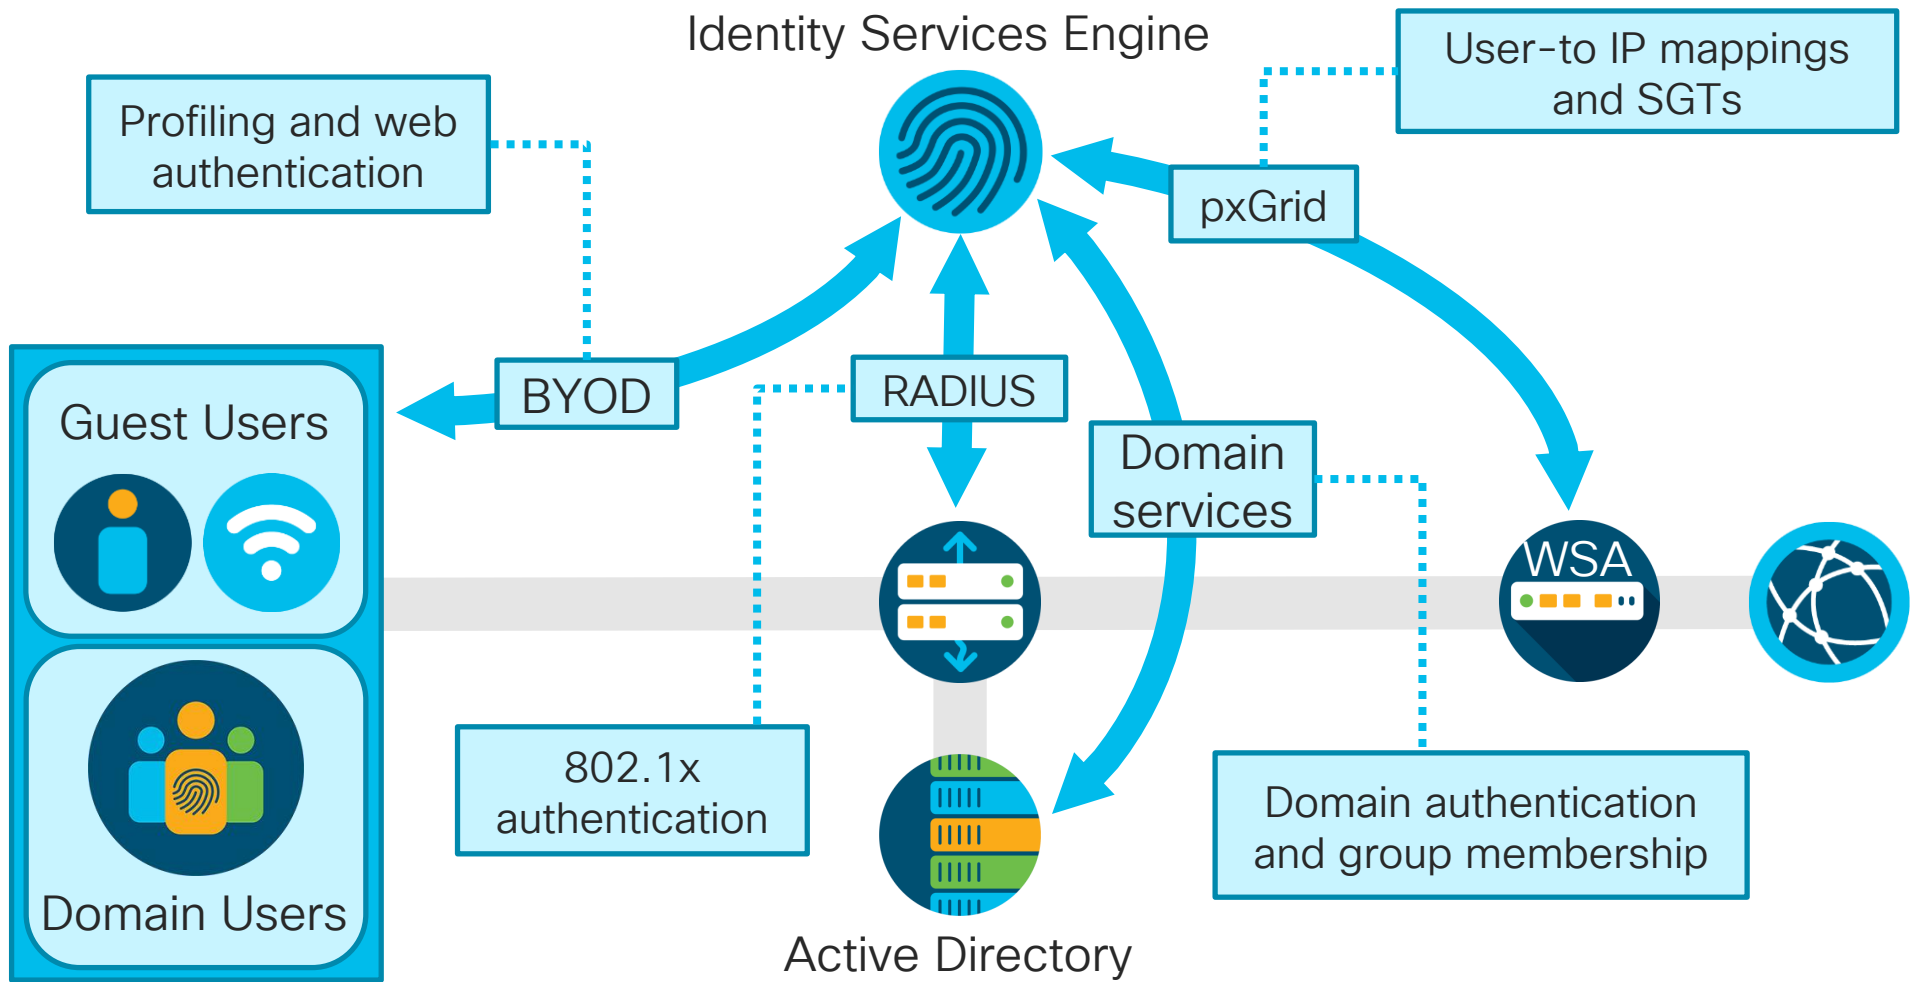 Identity Services Engine
User-to IP mappings
and SGTs
Profiling and web
authentication
pxGrid
BYOD
RADIUS
Guest Users
Domain
services
WSA
802.1x
authentication
Domain authentication
and group membership
Domain Users
Active Directory